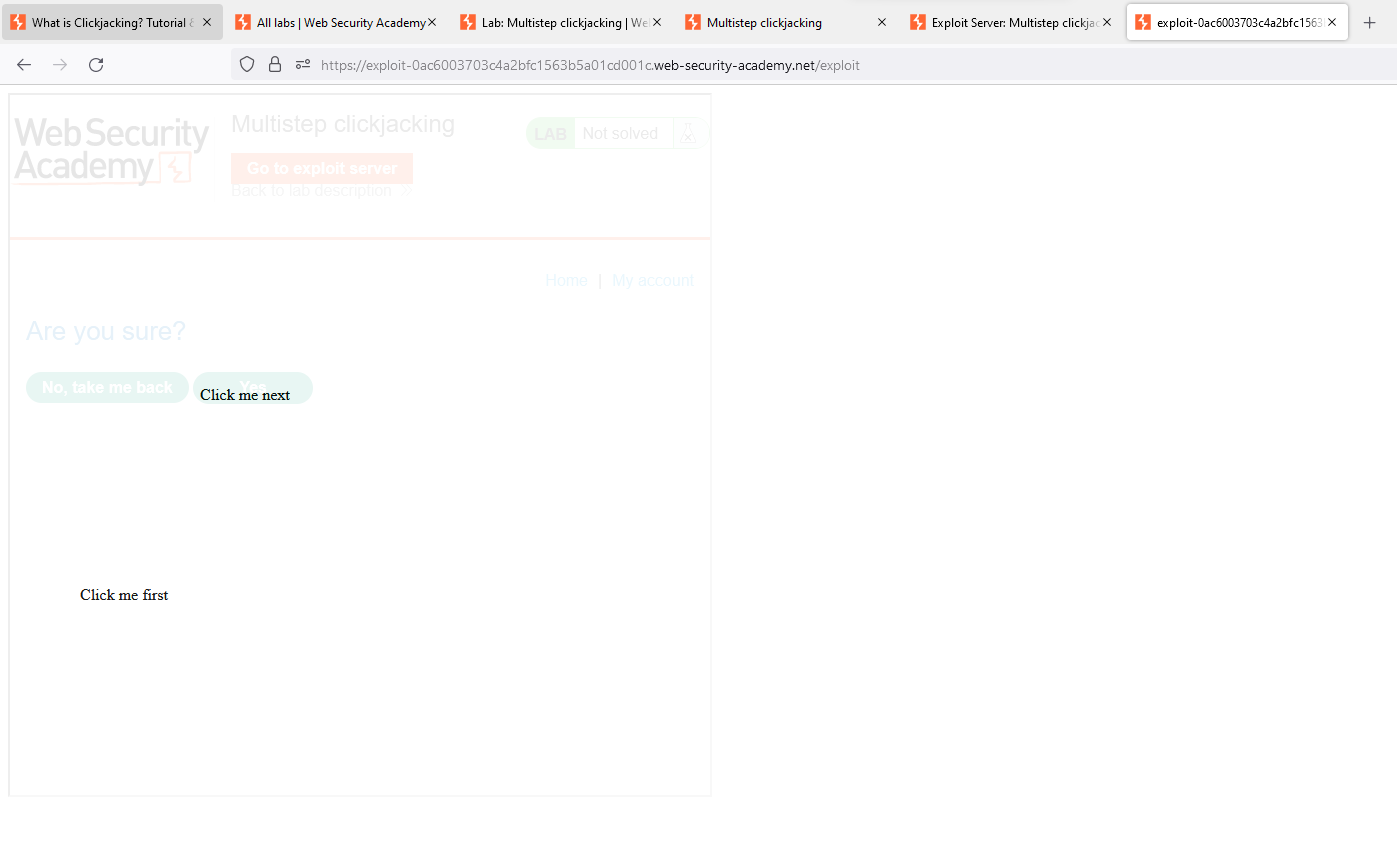 What is Clickjacking? Tutorial &
All labs | Web Security Academy
Lab: Multistep clickjacking | We
Multistep clickjacking
Exploit Server: Multistep clickjac
exploit-0ac6003703c4a2bfc1563
https://exploit-0ac6003703c4a2bfc1563b5a01cd001c.web-security-academy.net/exploit
Web Security
Academy
Multistep clickjacking
LAB Not solved
Go to exploit server
Back to lab description »
Home | My account
Are you sure?
No, take me back
Yes
Click me next
Click me first